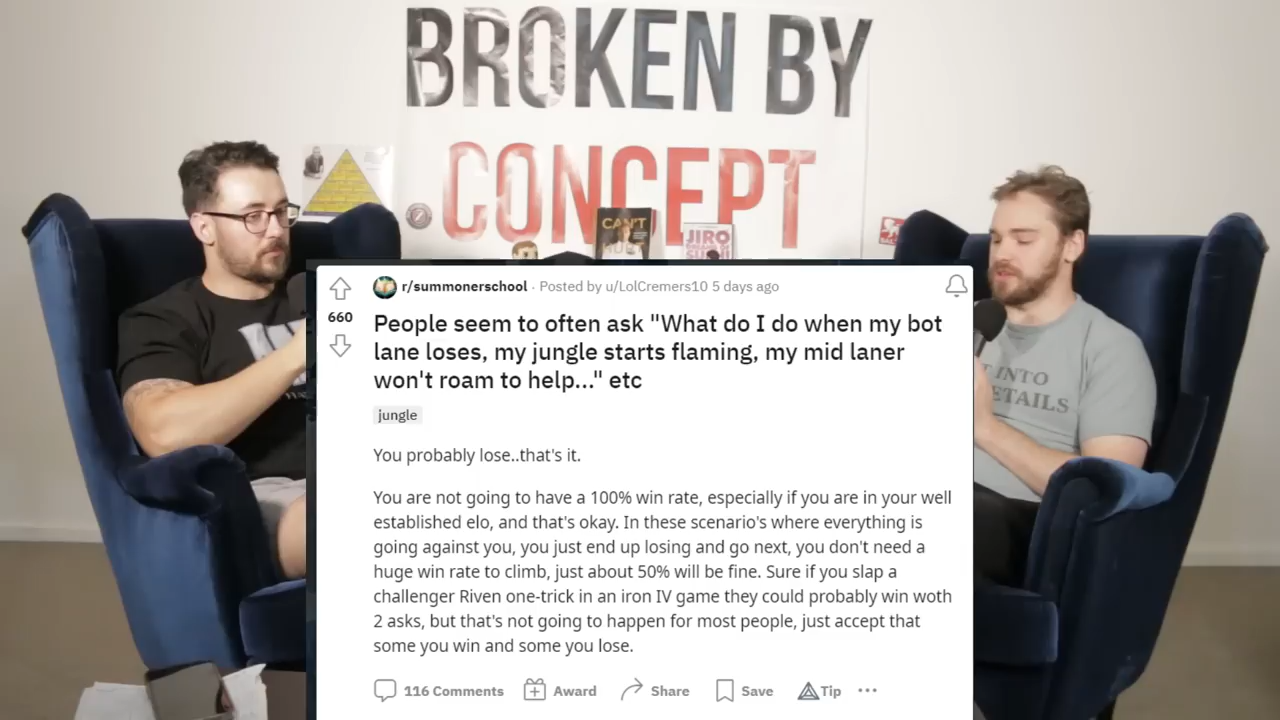 BROKEN BY
CONCEPT
CAN'T
JIRO
INTO
ETAILS
r/summonerschool · Posted by u/LolCremers10 5 days ago
660
People seem to often ask "What do I do when my bot
lane loses, my jungle starts flaming, my mid laner
won't roam to help..." etc
jungle
You probably lose..that's it.
You are not going to have a 100% win rate, especially if you are in your well
established elo, and that's okay. In these scenario's where everything is
going against you, you just end up losing and go next, you don't need a
huge win rate to climb, just about 50% will be fine. Sure if you slap a
challenger Riven one-trick in an iron IV game they could probably win woth
2 asks, but that's not going to happen for most people, just accept that
some you win and some you lose.
116 Comments Award Share Save Tip